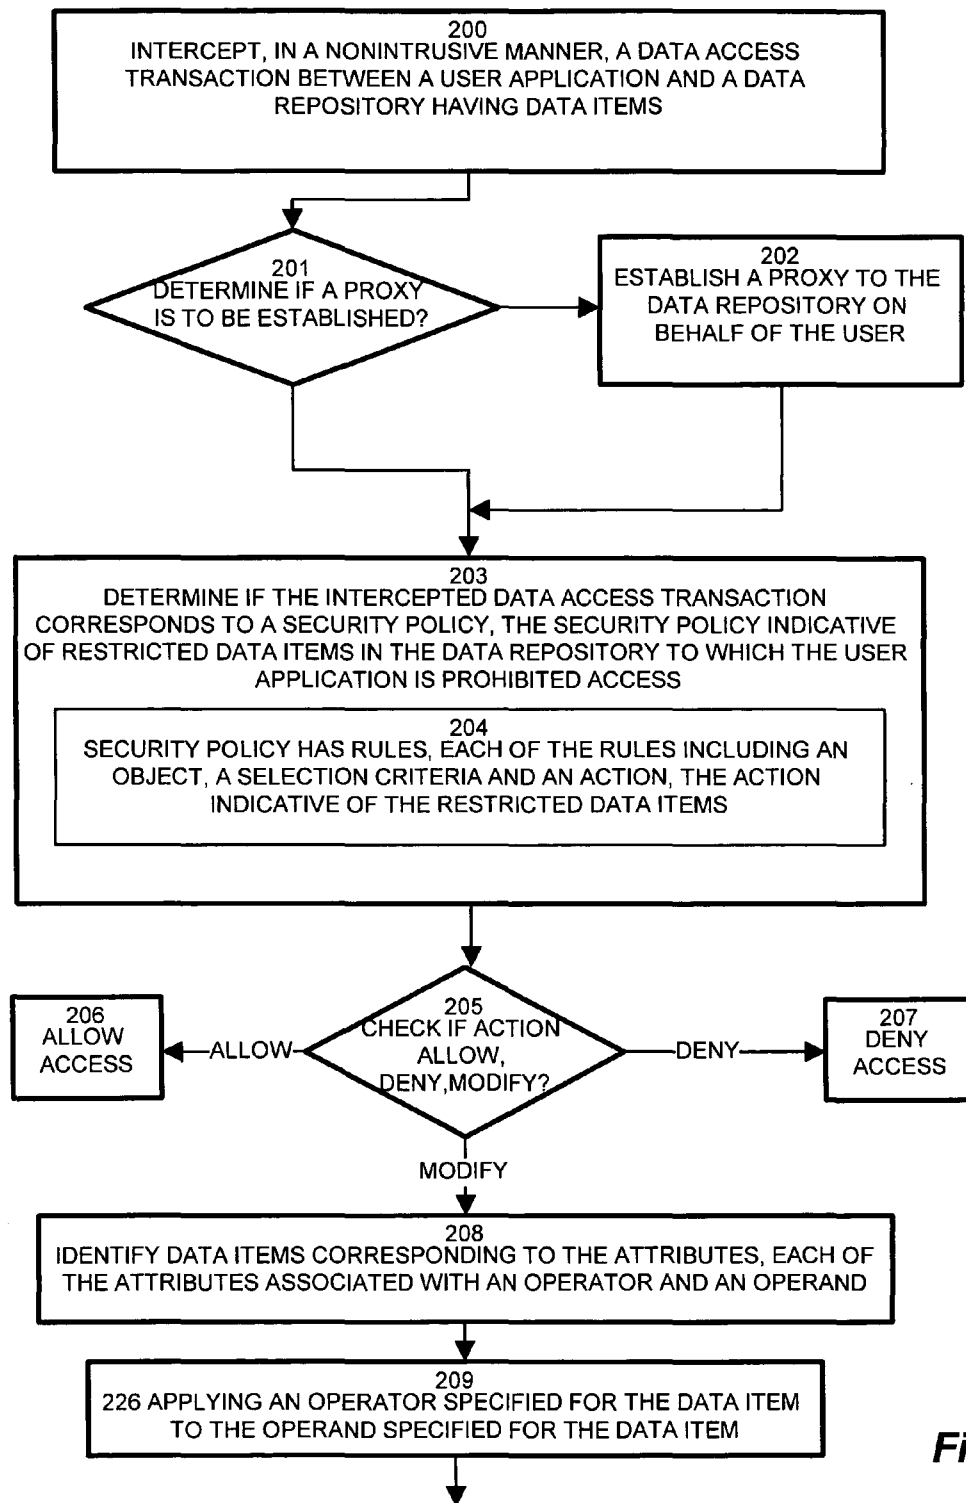 200
INTERCEPT, IN A NONINTRUSIVE MANNER, A DATA ACCESS
TRANSACTION BETWEEN A USER APPLICATION AND A DATA
REPOSITORY HAVING DATA ITEMS
201
DETERMINE IF A PROXY
IS TO BE ESTABLISHED?
202
ESTABLISH A PROXY TO THE
DATA REPOSITORY ON
BEHALF OF THE USER
203
DETERMINE IF THE INTERCEPTED DATA ACCESS TRANSACTION
CORRESPONDS TO A SECURITY POLICY, THE SECURITY POLICY INDICATIVE
OF RESTRICTED DATA ITEMS IN THE DATA REPOSITORY TO WHICH THE USER
APPLICATION IS PROHIBITED ACCESS
204
SECURITY POLICY HAS RULES, EACH OF THE RULES INCLUDING AN
OBJECT, A SELECTION CRITERIA AND AN ACTION, THE ACTION
INDICATIVE OF THE RESTRICTED DATA ITEMS
205
CHECK IF ACTION
ALLOW,
DENY,MODIFY?
206
ALLOW
ACCESS
ALLOW
DENY
207
DENY
ACCESS
MODIFY
208
IDENTIFY DATA ITEMS CORRESPONDING TO THE ATTRIBUTES, EACH OF
THE ATTRIBUTES ASSOCIATED WITH AN OPERATOR AND AN OPERAND
209
226 APPLYING AN OPERATOR SPECIFIED FOR THE DATA ITEM
TO THE OPERAND SPECIFIED FOR THE DATA ITEM